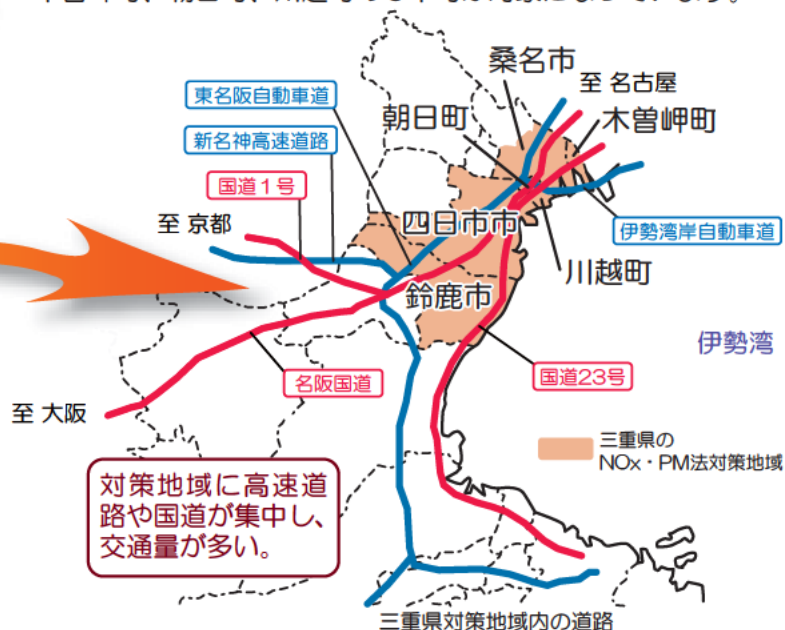 桑名市
至 名古屋
東名阪自動車道
朝日町
木曽岬町
新名神高速道路
国道1号
至 京都
四日市市
伊勢湾岸自動車道
川越町
鈴鹿市
伊勢湾
名阪国道
国道23号
至 大阪
三重県の
NOx・PM法対策地域
対策地域に高速道
路や国道が集中し、
交通量が多い。
三重県対策地域内の道路